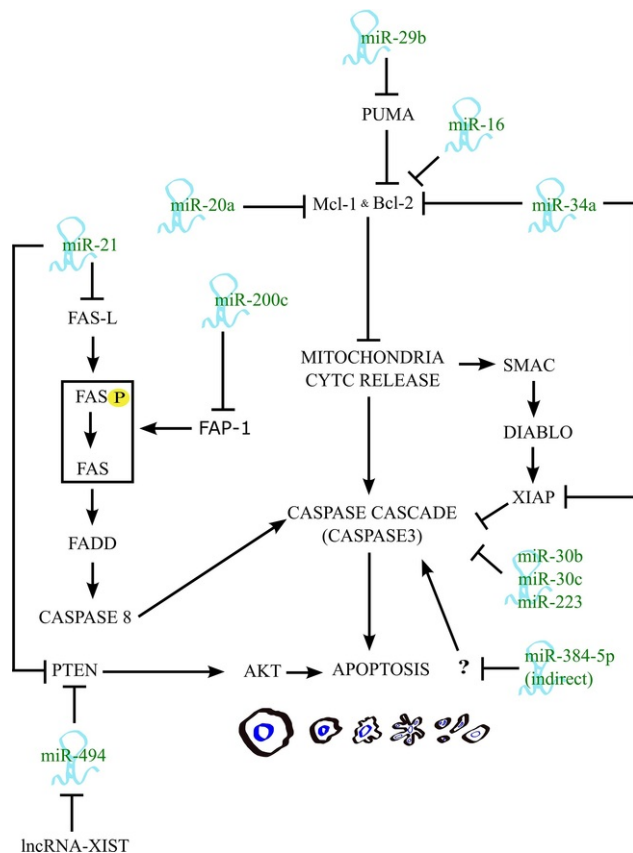 miR-29b
PUMA
miR-16
miR-20a
Mcl-1 & Bcl-2
miR-34a
miR-21
miR-200c
FAS-L
MITOCHONDRIA
CYTC RELEASE
SMAC
FAS P
FAP-1
DIABLO
FAS
XIAP
CASPASE CASCADE
(CASPASE3)
FADD
miR-30b
miR-30c
miR-223
CASPASE 8
PTEN
AKT
APOPTOSIS
?
miR-384-5p
(indirect)
miR-494
lncRNA-XIST